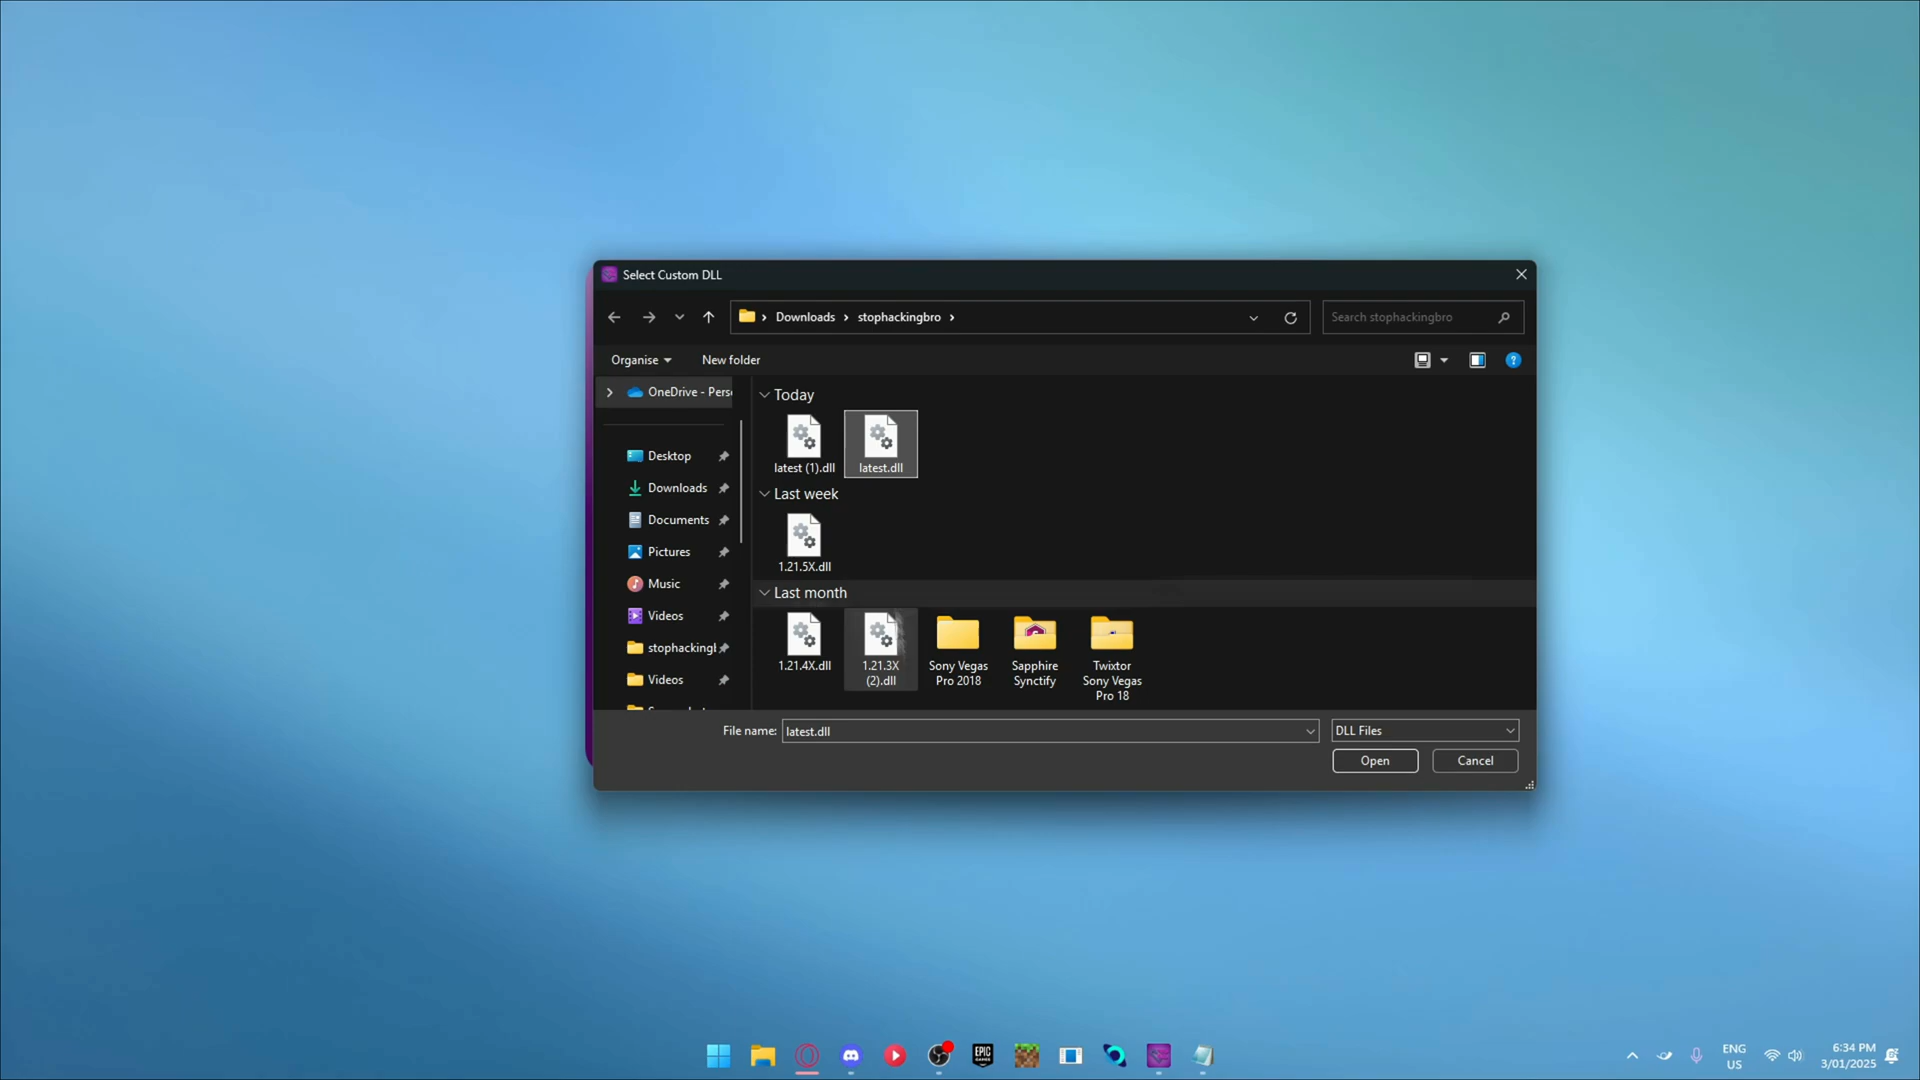 Select Custom DLL
Downloads
stophackingbro
Search stophackingbro
Organise
New folder
OneDrive - Pers
Desktop
Downloads
Documents
Pictures
Music
Videos
stophackingl
Videos
Today
latest (1).dll
latest.dll
Last week
1.21.5X.dll
Last month
1.21.4X.dll
1.21.3X
(2).dll
Sony Vegas
Pro 2018
Sapphire
Synctify
Twixtor
Sony Vegas
Pro 18
File name:
latest.dll
DLL Files
Open
Cancel
EPIC
GAMES
ENG
US
6:34 PM
3/01/2025